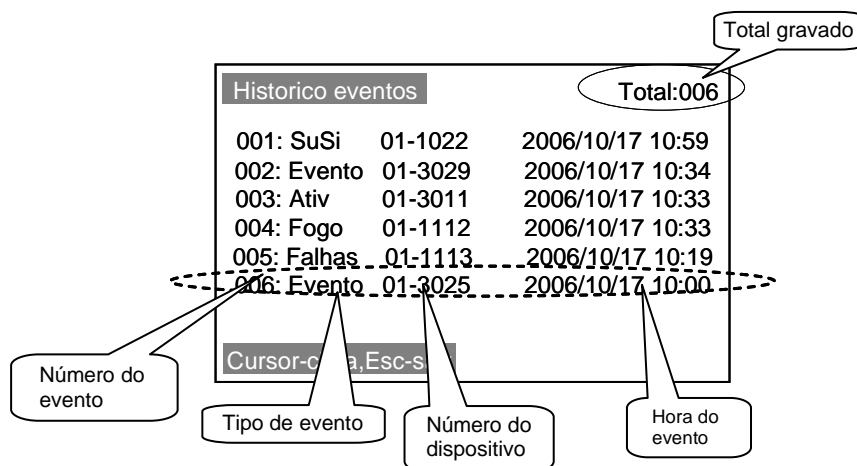 Total gravado
Historico eventos Total:006
001: SuSi 01-1022 2006/10/17 10:59
002: Evento 01-3029 2006/10/17 10:34
003: Ativ 01-3011 2006/10/17 10:33
004: Fogo 01-1112 2006/10/17 10:33
005: Falhas 01-1113 2006/10/17 10:19
006: Evento 01-3025 2006/10/17 10:00
Número do
evento
Tipo de evento
Número do
dispositivo
Hora do
evento